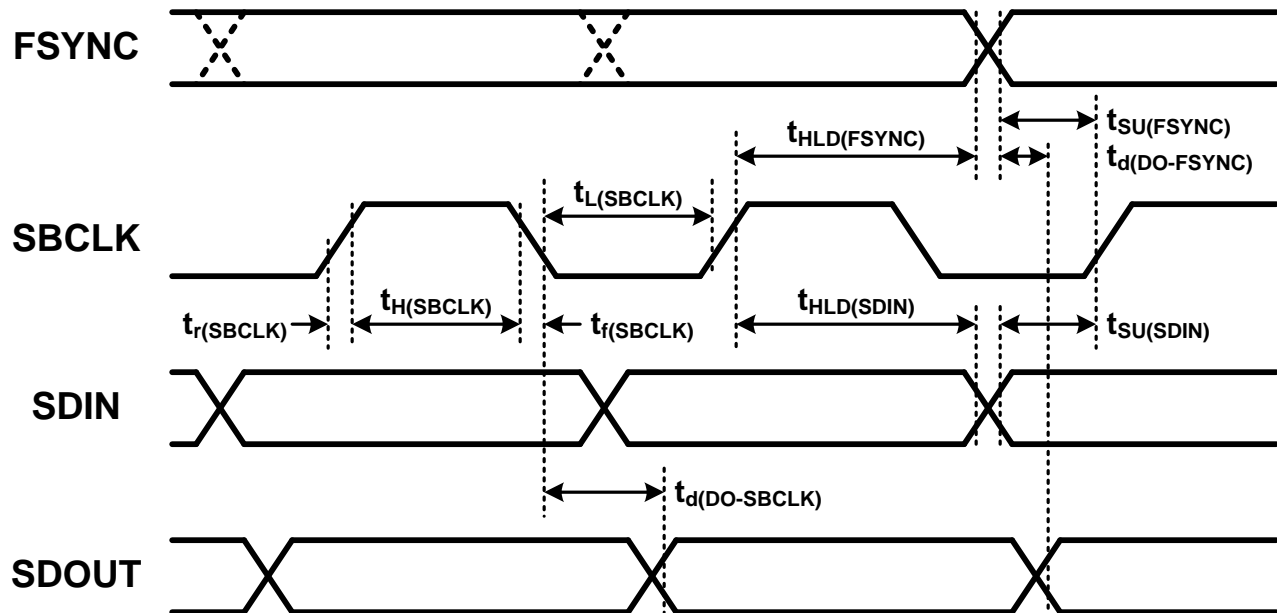 FSYNC
tSU(FSYNC)
tHLD(FSYNC)
td(DO-FSYNC)
tL(SBCLK)
SBCLK
tH(SBCLK)
tHLD(SDIN)
tr(SBCLK)
tf(SBCLK)
tSU(SDIN)
SDIN
td(DO-SBCLK)
SDOUT